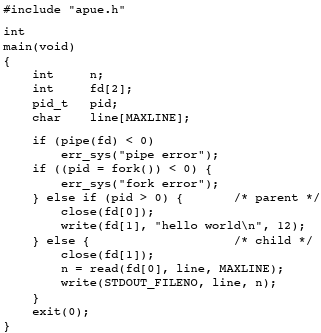 #include "apue.h"
int
main(void)
{
    int     n;
    int     fd[2];
    pid_t   pid;
    char    line[MAXLINE];
    if (pipe(fd) < 0)
        err_sys("pipe error");
    if ((pid = fork()) < 0) {
        err_sys("fork error");
    } else if (pid > 0) {       /* parent */
        close(fd[0]);
        write(fd[1], "hello world\n", 12);
    } else {                    /* child */
        close(fd[1]);
        n = read(fd[0], line, MAXLINE);
        write(STDOUT_FILENO, line, n);
    }
    exit(0);
}